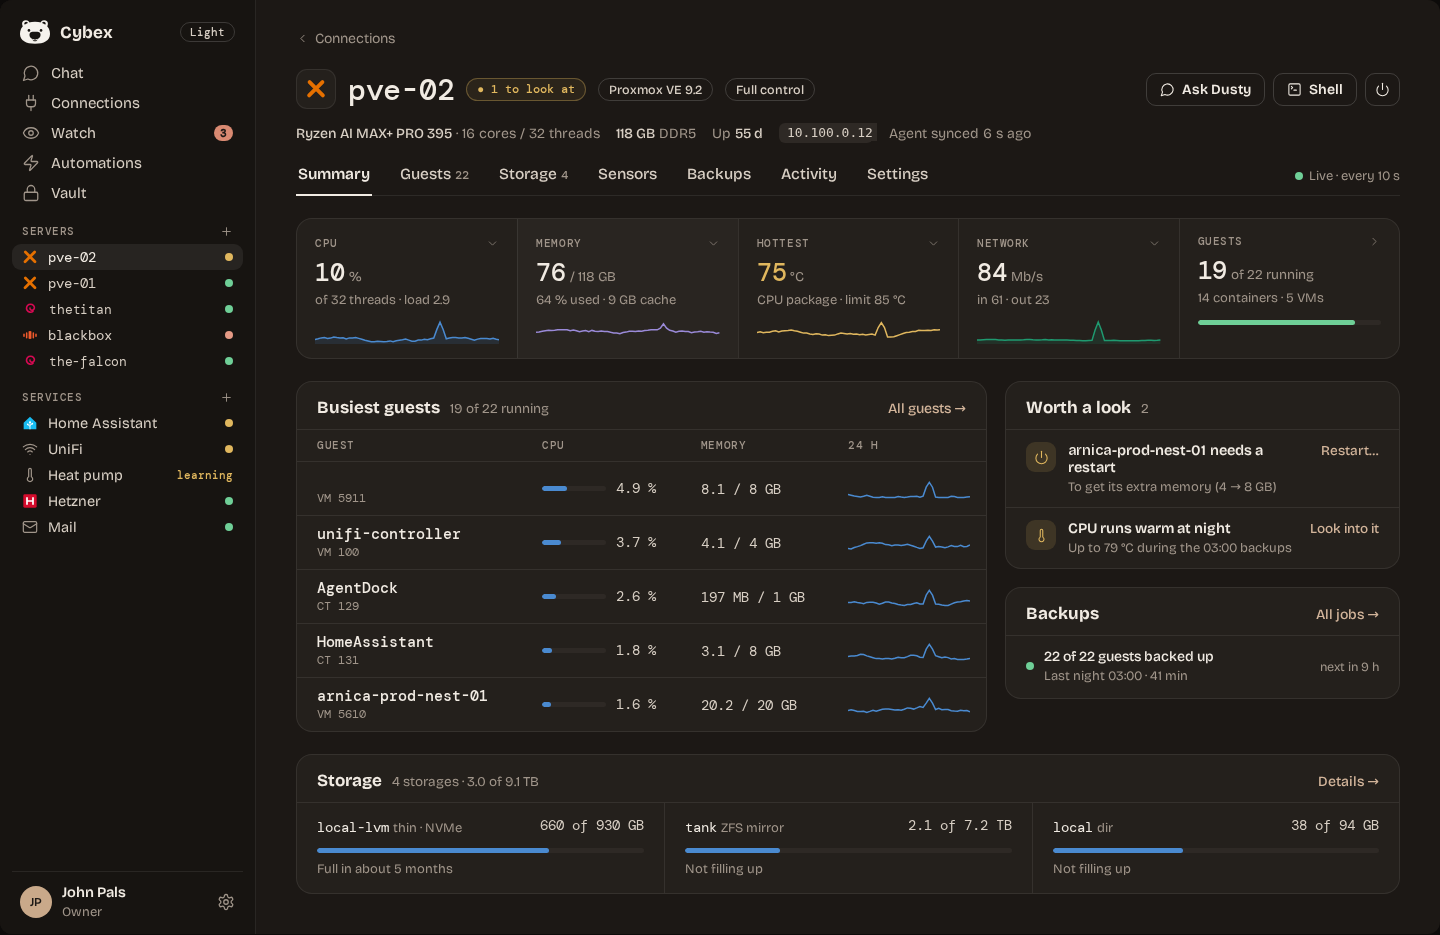 Cybex
Light
Chat
Connections
Watch 3
Automations
Vault
SERVERS
pve-02
pve-01
thetitan
blackbox
the-falcon
SERVICES
Home Assistant
UniFi
Heat pump learning
Hetzner
Mail
JP
John Pals
Owner
Connections
pve-02
1 to look at
Proxmox VE 9.2
Full control
Ask Dusty
Shell
Ryzen AI MAX+ PRO 395 · 16 cores / 32 threads 118 GB DDR5 Up 55 d 10.100.0.12 Agent synced 6 s ago
Summary Guests 22 Storage 4 Sensors Backups Activity Settings
Live · every 10 s
CPU
10 %
of 32 threads · load 2.9
MEMORY
76 / 118 GB
64 % used · 9 GB cache
HOTTEST
75 °C
CPU package · limit 85 °C
NETWORK
84 Mb/s
in 61 · out 23
GUESTS
19 of 22 running
14 containers · 5 VMs
Busiest guests 19 of 22 running
All guests →
GUEST CPU MEMORY 24 H
VM 5911
4.9 % 8.1 / 8 GB
unifi-controller
VM 100
3.7 % 4.1 / 4 GB
AgentDock
CT 129
2.6 % 197 MB / 1 GB
HomeAssistant
CT 131
1.8 % 3.1 / 8 GB
arnica-prod-nest-01
VM 5610
1.6 % 20.2 / 20 GB
Worth a look 2
arnica-prod-nest-01 needs a
restart
To get its extra memory (4 → 8 GB)
Restart…
CPU runs warm at night
Up to 79 °C during the 03:00 backups
Look into it
Backups
All jobs →
22 of 22 guests backed up
Last night 03:00 · 41 min
next in 9 h
Storage 4 storages · 3.0 of 9.1 TB
Details →
local-lvm thin · NVMe 660 of 930 GB
Full in about 5 months
tank ZFS mirror 2.1 of 7.2 TB
Not filling up
local dir 38 of 94 GB
Not filling up